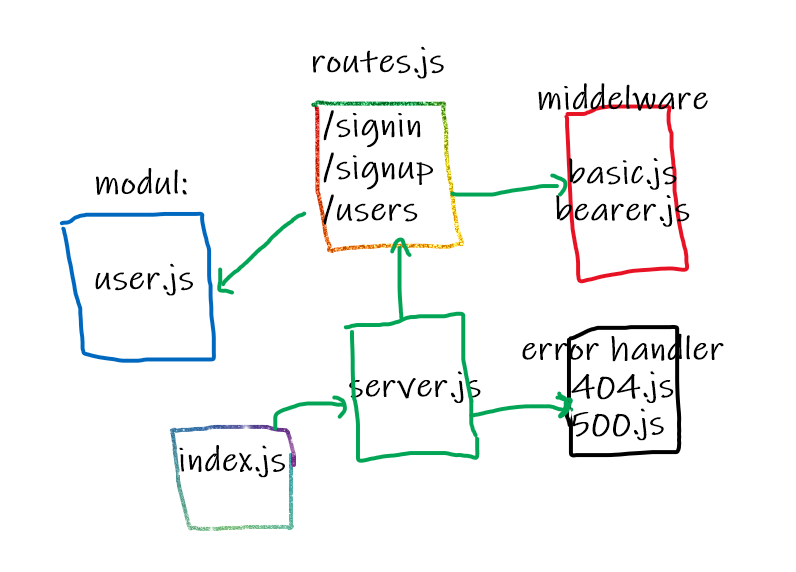 routes.js
/signin
/signup
/users
middelware
basic.js
bearer.js
modul:
user.js
server.js
error handler
404.js
500.js
index.js